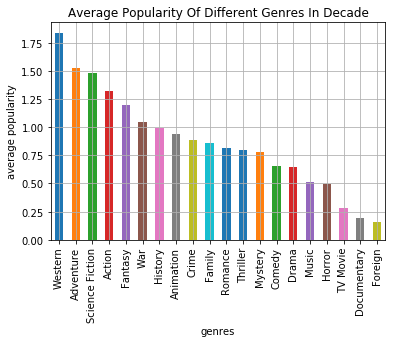 Average Popularity Of Different Genres In Decade
average popularity
1.75
1.50
1.25
1.00
0.75
0.50
0.25
0.00
Western
Adventure
Science Fiction
Action
Fantasy
War
History
Animation
Crime
Family
Romance
Thriller
Mystery
Comedy
Drama
Music
Horror
TV Movie
Documentary
Foreign
genres